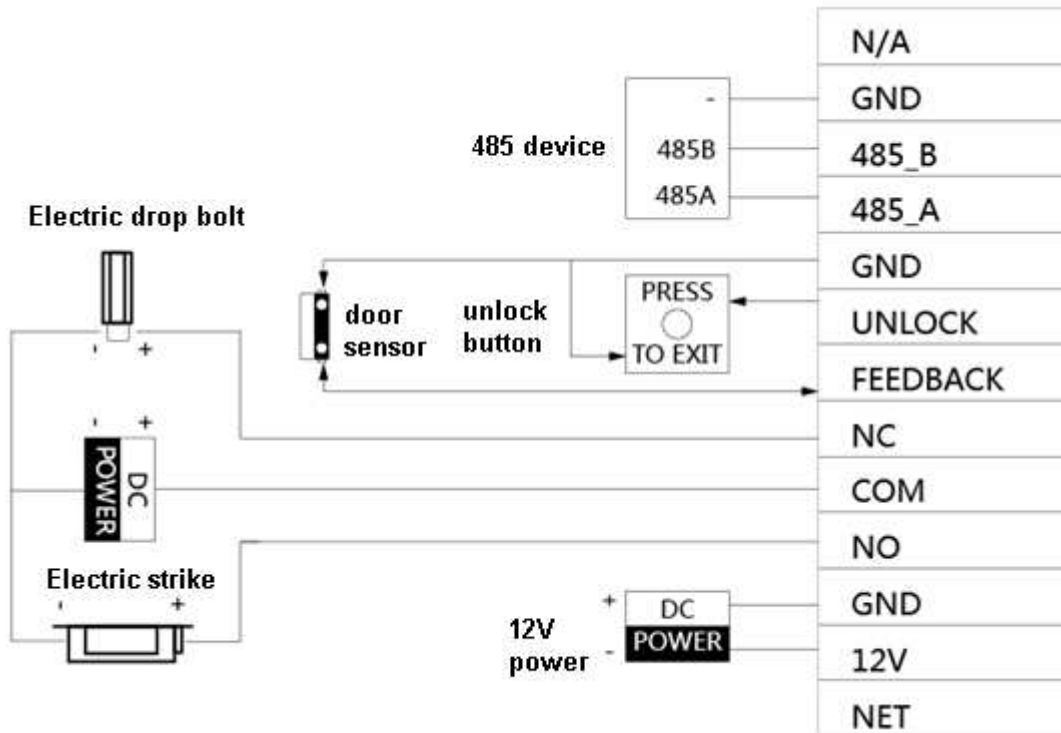 N/A
-
GND
485 device
485B
485_B
485A
485_A
Electric drop bolt
GND
PRESS
TO EXIT
door
sensor
unlock
button
UNLOCK
FEEDBACK
- +
- +
DC
POWER
NC
COM
NO
Electric strike
- +
12V
power
+
-
DC
POWER
GND
12V
NET